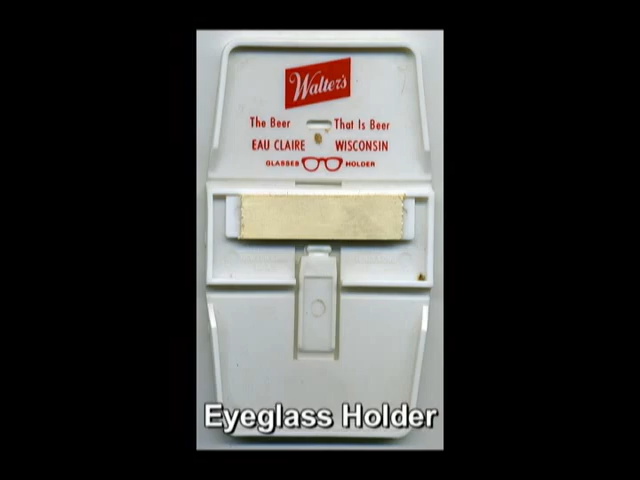 Walter's
The Beer That Is Beer
EAU CLAIRE WISCONSIN
GLASSES HOLDER
Eyeglass Holder